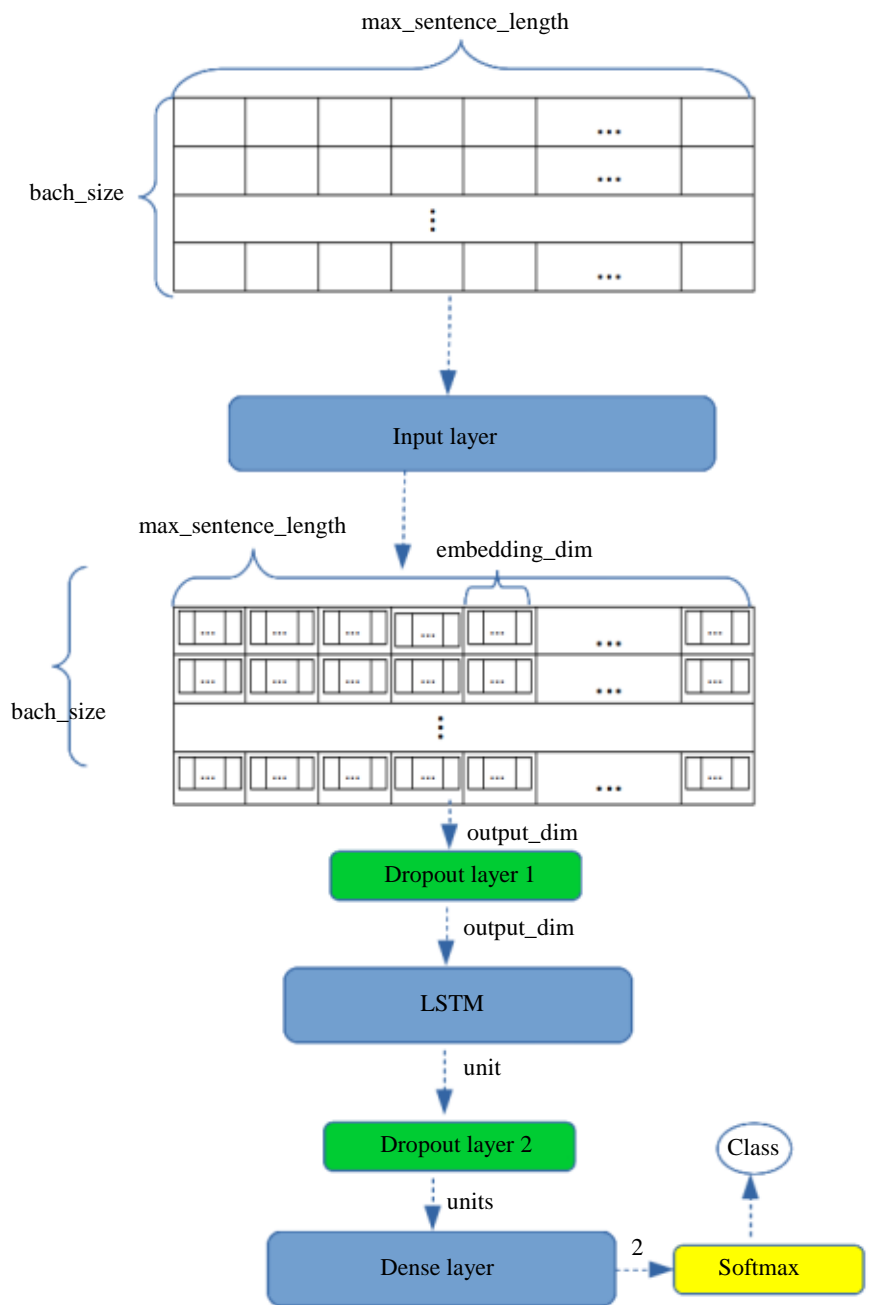 max_sentence_length
...
bach_size
...
⋮
...
Input layer
max_sentence_length
embedding_dim
... ... ... ... ... ... ...
... ... ... ... ... ... ...
bach_size
⋮
... ... ... ... ... ... ...
output_dim
Dropout layer 1
output_dim
LSTM
unit
Dropout layer 2
Class
units
2
Dense layer
Softmax